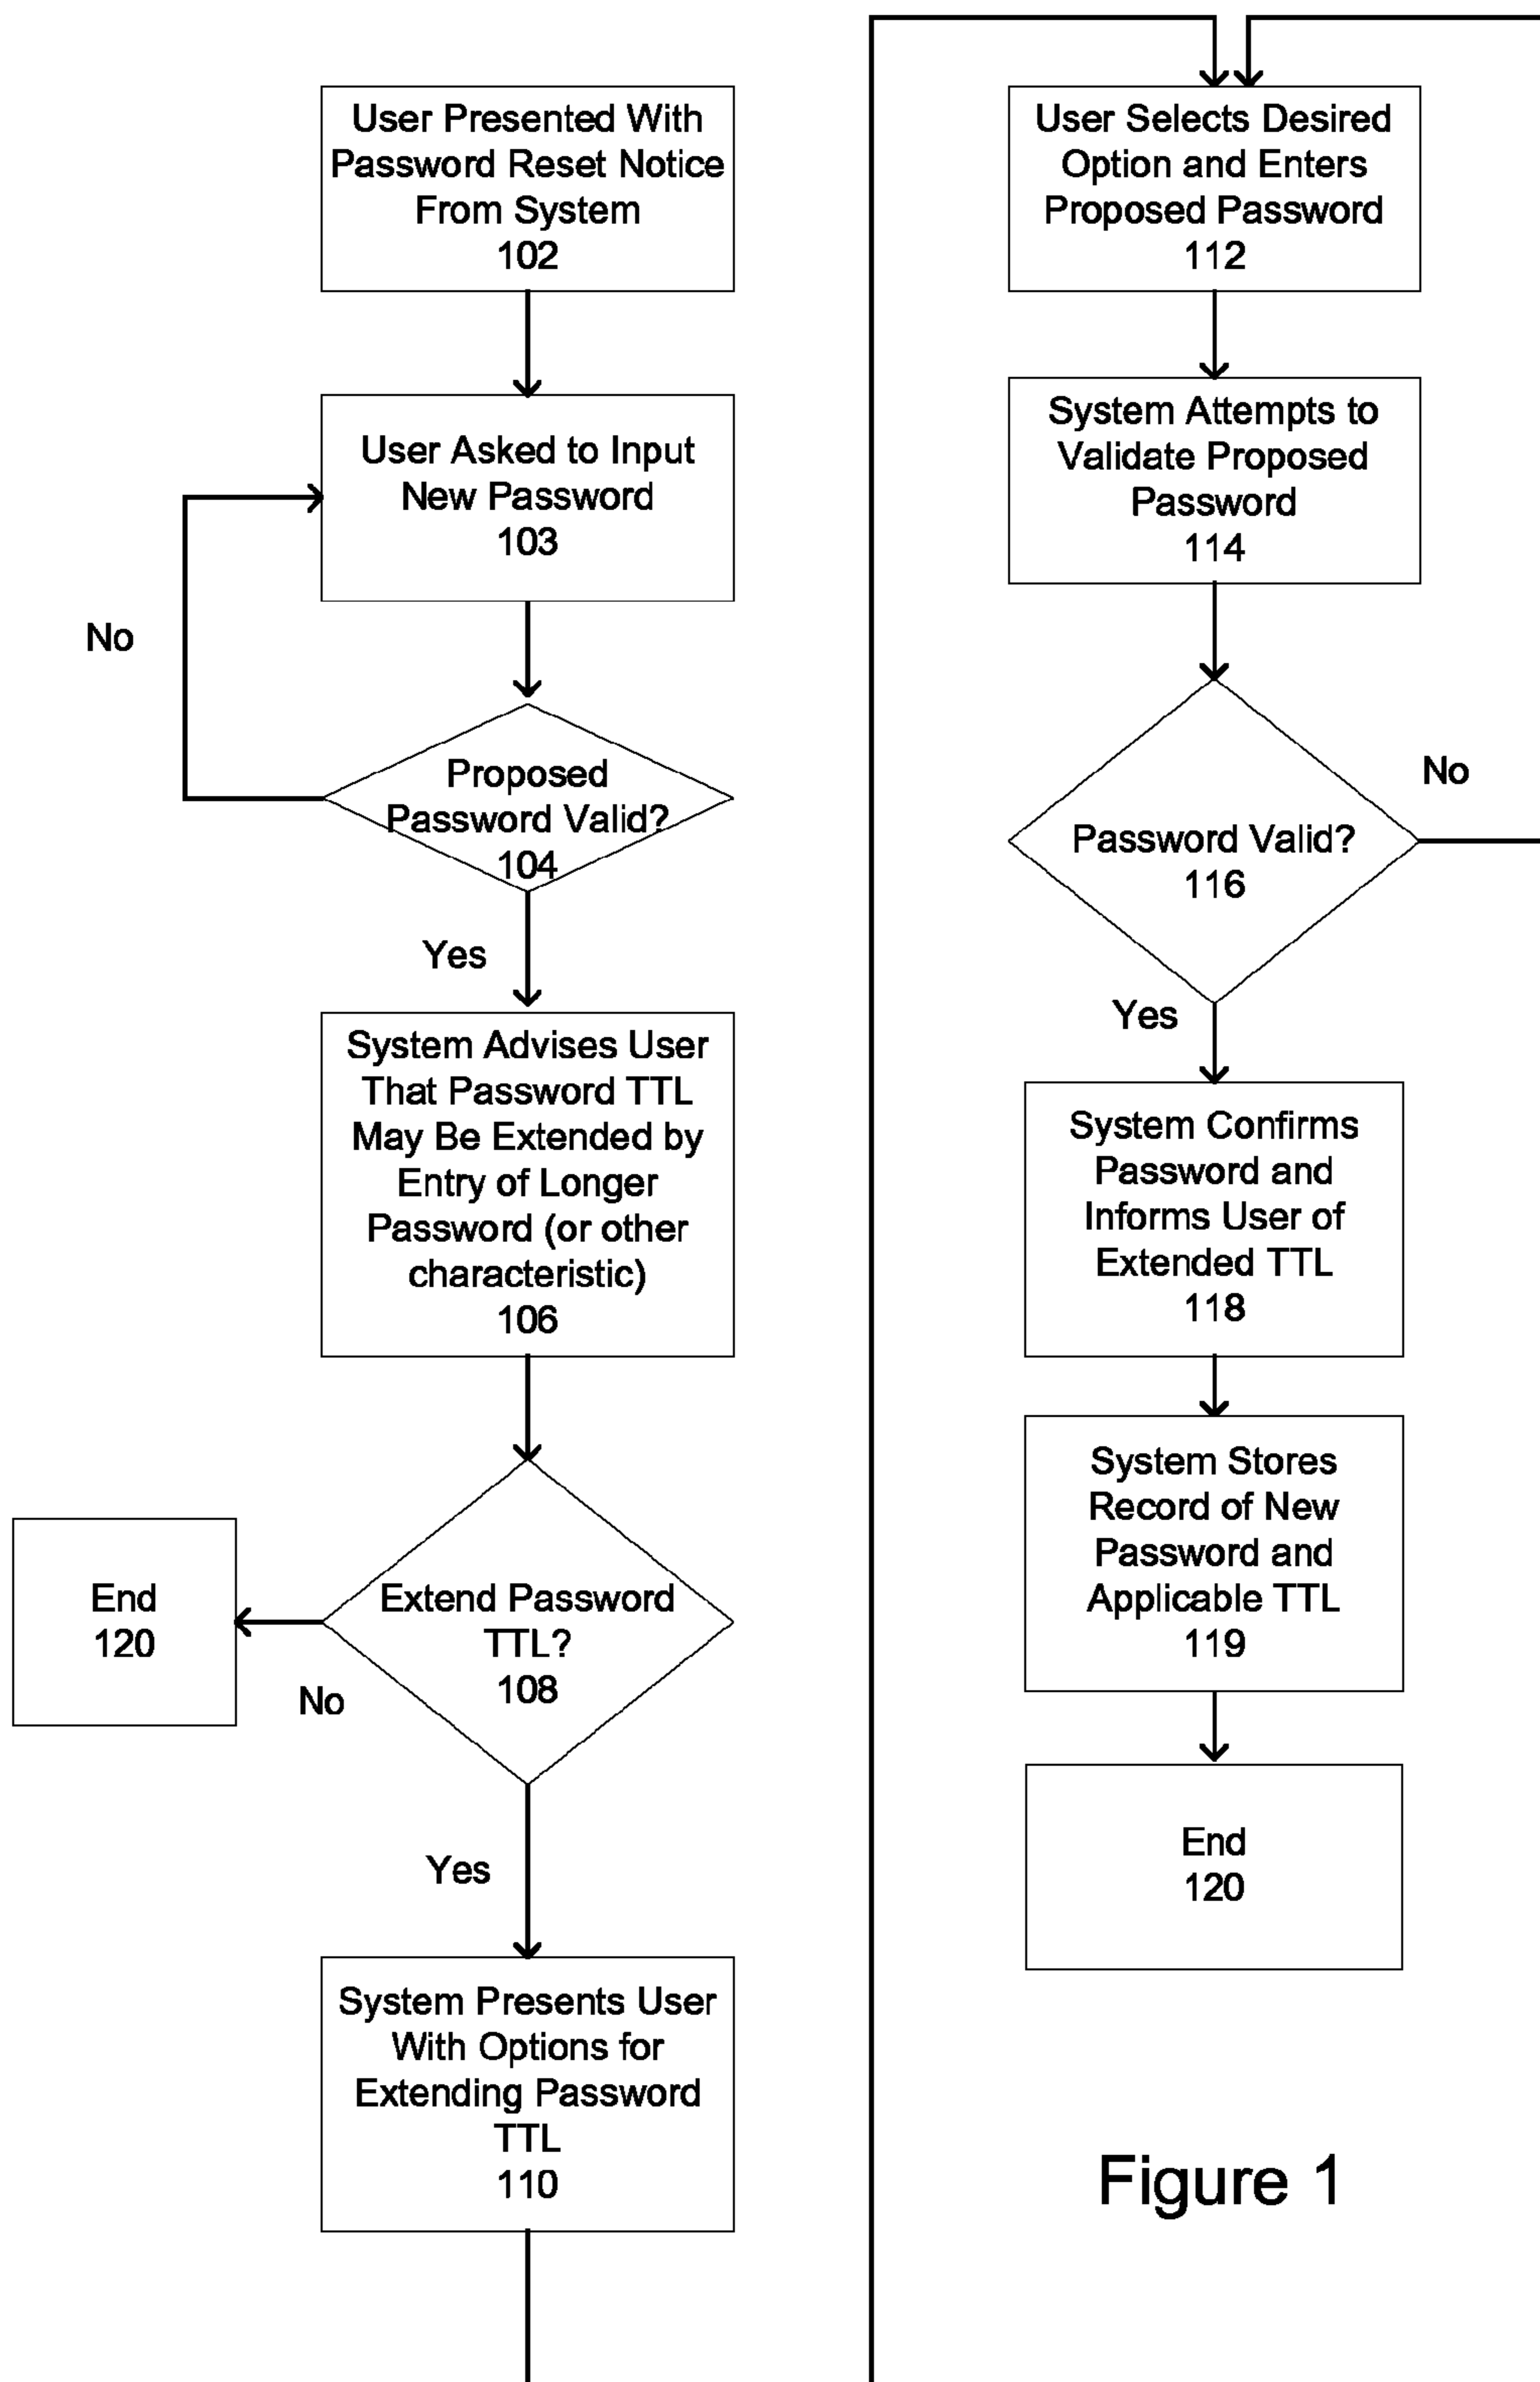 User Presented With
Password Reset Notice
From System
102
User Asked to Input
New Password
103
No
Proposed
Password Valid?
104
Yes
System Advises User
That Password TTL
May Be Extended by
Entry of Longer
Password (or other
characteristic)
106
Extend Password
TTL?
108
End
120
No
Yes
System Presents User
With Options for
Extending Password
TTL
110
User Selects Desired
Option and Enters
Proposed Password
112
System Attempts to
Validate Proposed
Password
114
No
Password Valid?
116
Yes
System Confirms
Password and
Informs User of
Extended TTL
118
System Stores
Record of New
Password and
Applicable TTL
119
End
120
Figure 1